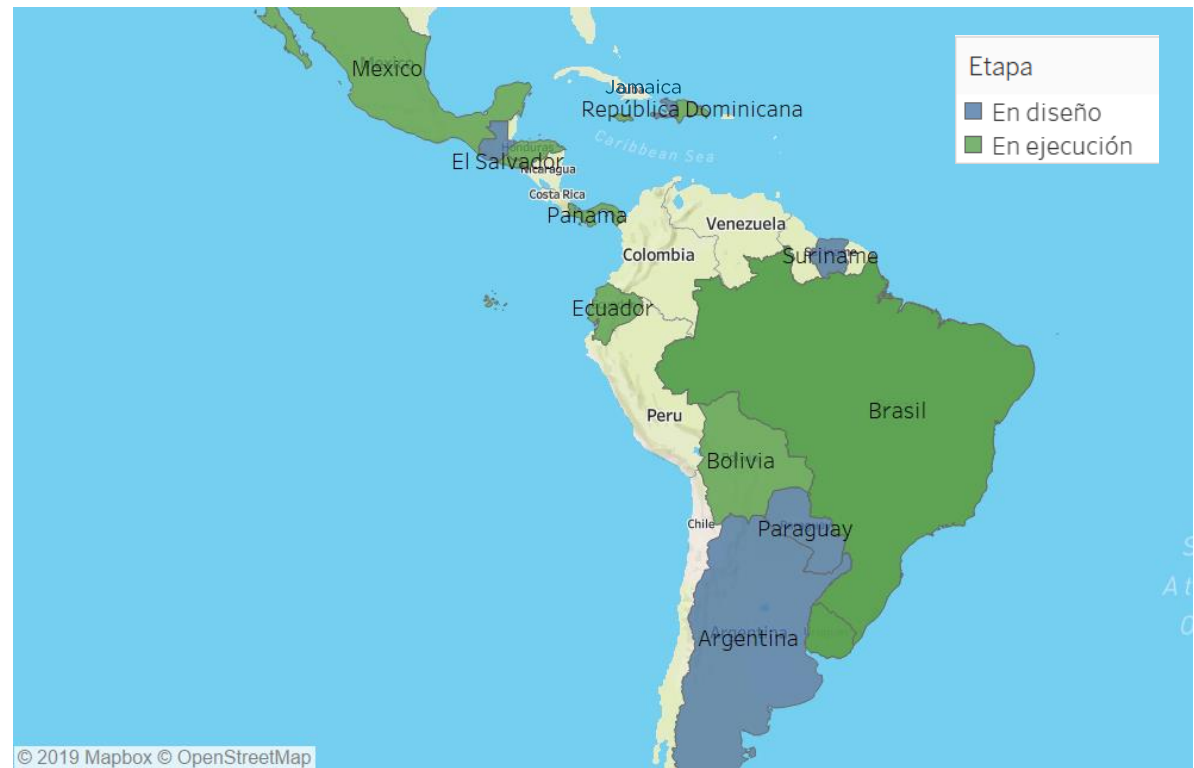 Mexico
Jamaica
República Dominicana
Caribbean Sea
Honduras
El Salvador
Nicaragua
Costa Rica
Panama
Venezuela
Colombia
Suriname
Ecuador
Peru
Brasil
Bolivia
Chile
Paraguay
Argentina
Uruguay
Etapa
En diseño
En ejecución
© 2019 Mapbox © OpenStreetMap